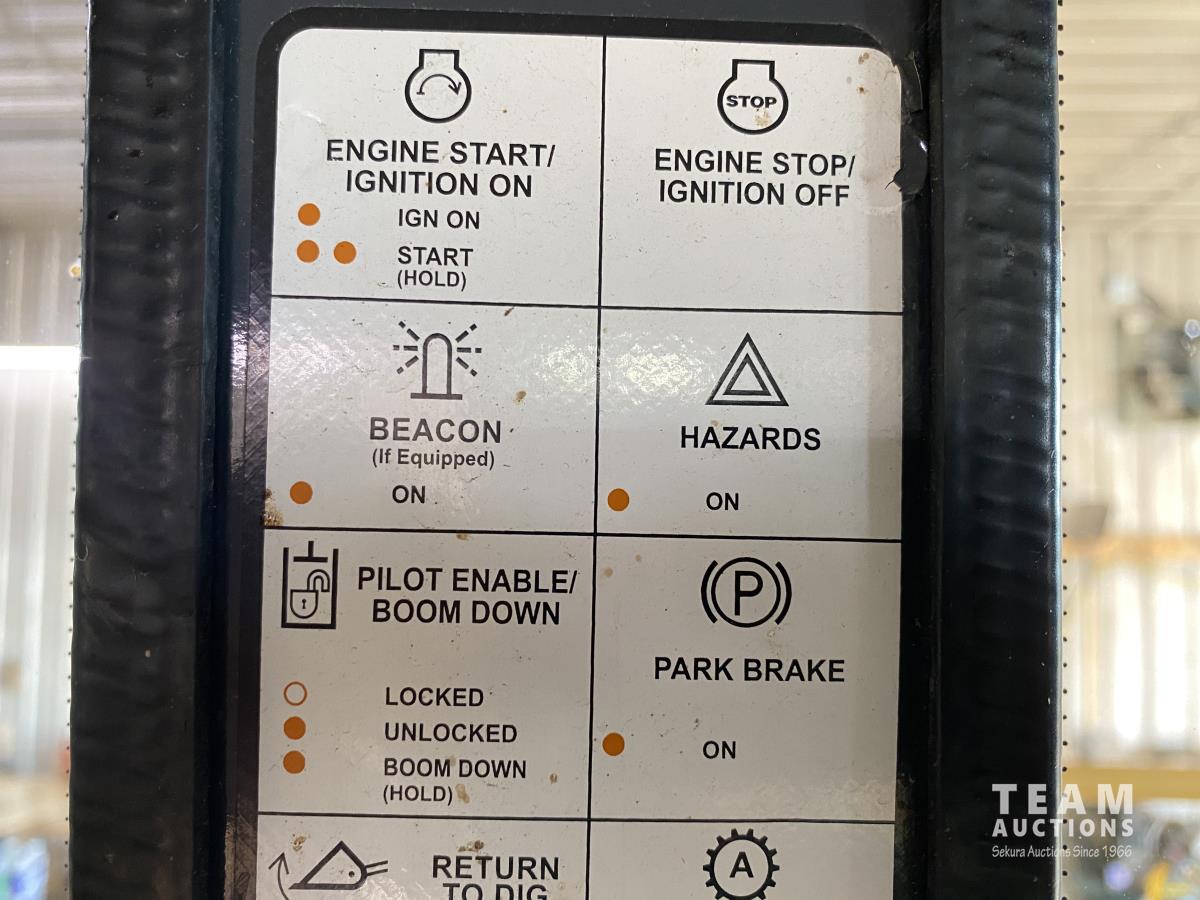 ENGINE START/
IGNITION ON
IGN ON
START
(HOLD)
STOP
ENGINE STOP/
IGNITION OFF
BEACON
(If Equipped)
ON
HAZARDS
ON
PILOT ENABLE/
BOOM DOWN
LOCKED
UNLOCKED
BOOM DOWN
(HOLD)
P
PARK BRAKE
ON
RETURN
TO DIG
A
TEAM
AUCTIONS
Sekura Auctions Since 1966